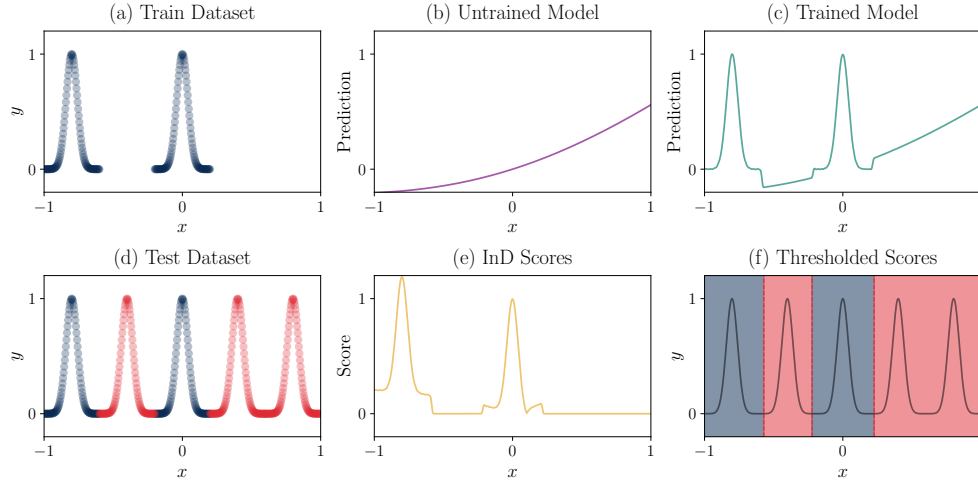 (a) Train Dataset
(b) Untrained Model
(c) Trained Model
1
0
y
−1
0
1
x
1
0
Prediction
−1
0
1
x
1
0
Prediction
−1
0
x
(d) Test Dataset
(e) InD Scores
(f) Thresholded Scores
1
0
y
−1
0
1
x
1
0
Score
−1
0
1
x
1
0
y
−1
0
x